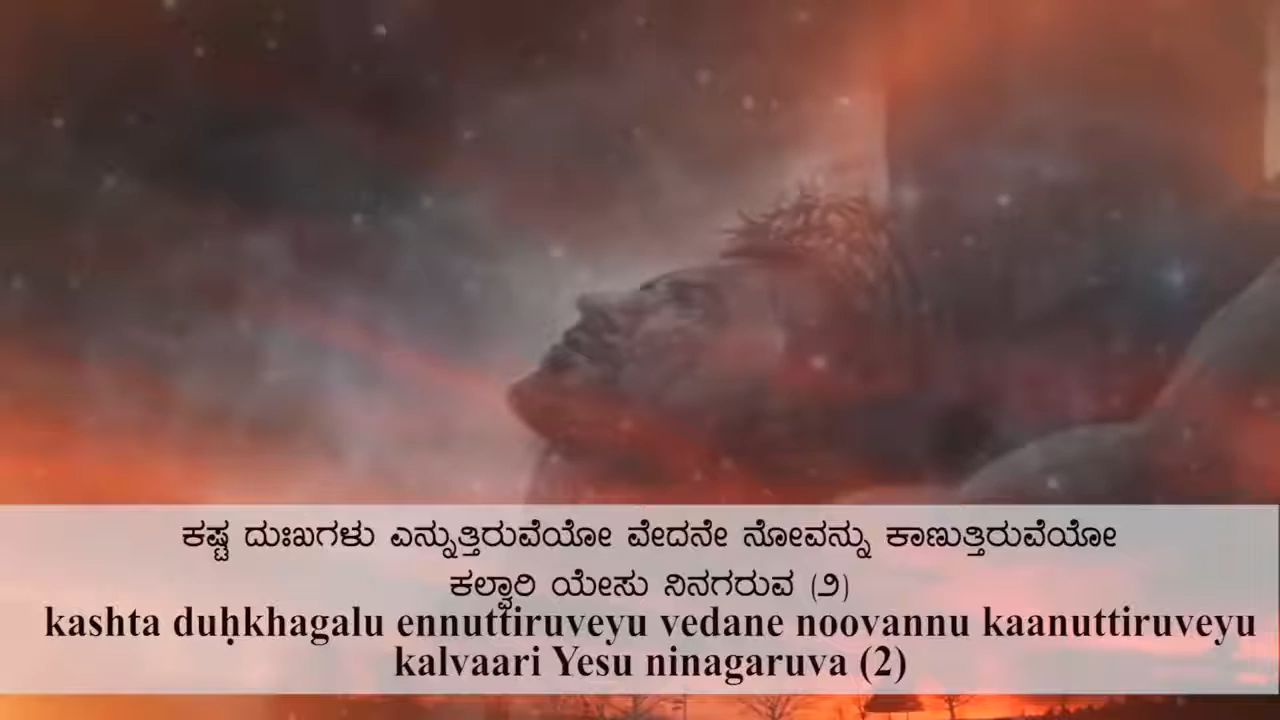 ಕಷ್ಟ ದುಃಖಗಳು ಎನ್ನುತ್ತಿರುವೆಯೋ ವೇದನೇ ನೋವನ್ನು ಕಾಣುತ್ತಿರುವೆಯೋ
ಕಲ್ವಾರಿ ಯೇಸು ನಿನಗರುವ (೨)
kashta duḥkhagalu ennuttiruveyu vedane noovannu kaanuttiruveyu
kalvaari Yesu ninagaruva (2)